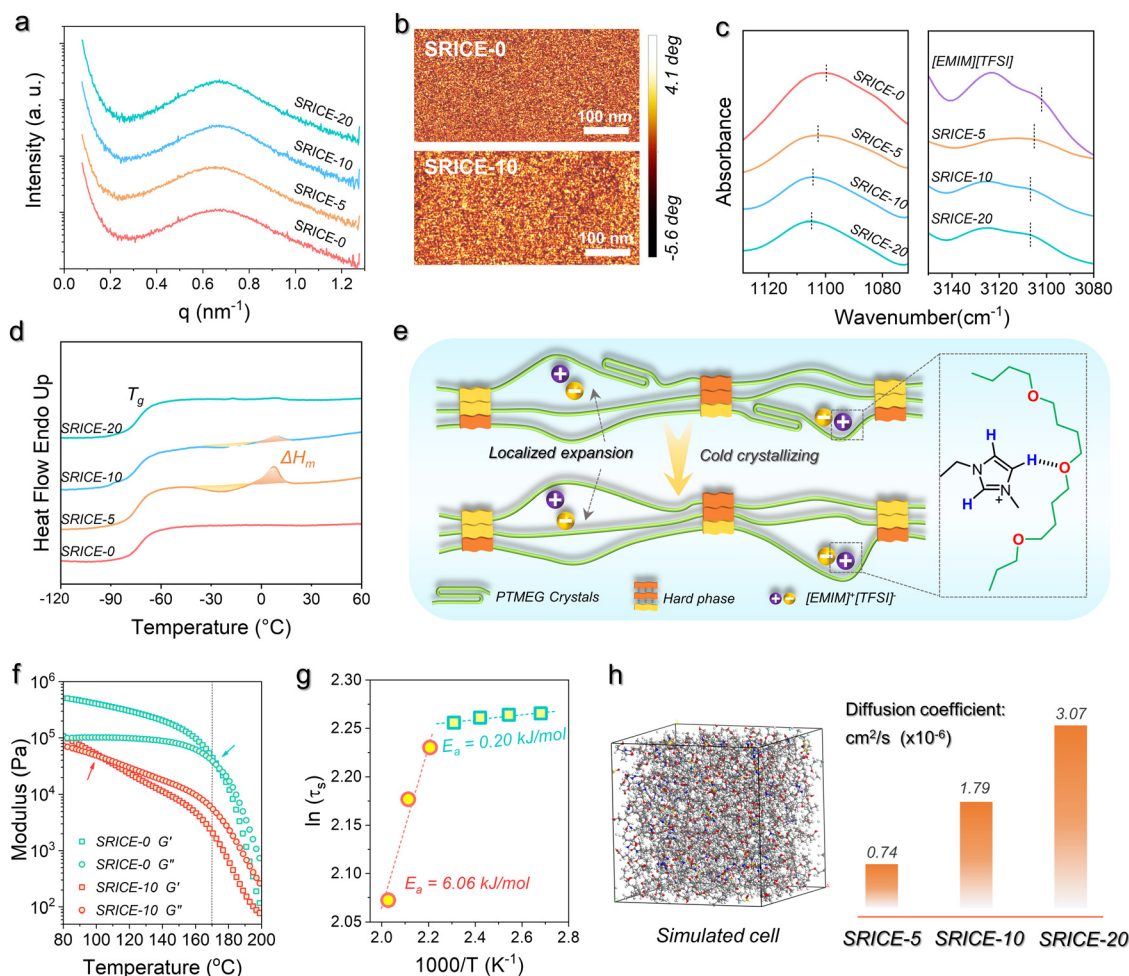 a
Intensity (a. u.)
SRICE-20
SRICE-10
SRICE-5
SRICE-0
0.0 0.2 0.4 0.6 0.8 1.0 1.2
q (nm⁻¹)
b
SRICE-0
100 nm
SRICE-10
100 nm
4.1 deg
-5.6 deg
c
Absorbance
SRICE-0
SRICE-5
SRICE-10
SRICE-20
1120 1100 1080
[EMIM][TFSI]
SRICE-5
SRICE-10
SRICE-20
3140 3120 3100 3080
Wavenumber(cm⁻¹)
d
Heat Flow Endo Up
Tg
SRICE-20
SRICE-10
ΔHm
SRICE-5
SRICE-0
-120 -90 -60 -30 0 30 60
Temperature (°C)
e
Localized expansion
Cold crystallizing
PTMEG Crystals
Hard phase
[EMIM]⁺[TFSI]⁻
O
H
O
N
N
+
H
O
f
Modulus (Pa)
10⁶
10⁵
10⁴
10³
10²
SRICE-0 G'
SRICE-0 G"
SRICE-10 G'
SRICE-10 G"
80 100 120 140 160 180 200
Temperature (°C)
g
ln (τs)
2.30
2.25
2.20
2.15
2.10
2.05
Ea = 0.20 kJ/mol
Ea = 6.06 kJ/mol
2.0 2.2 2.4 2.6 2.8
1000/T (K⁻¹)
h
Simulated cell
Diffusion coefficient:
cm²/s (x10⁻⁶)
0.74
1.79
3.07
SRICE-5 SRICE-10 SRICE-20